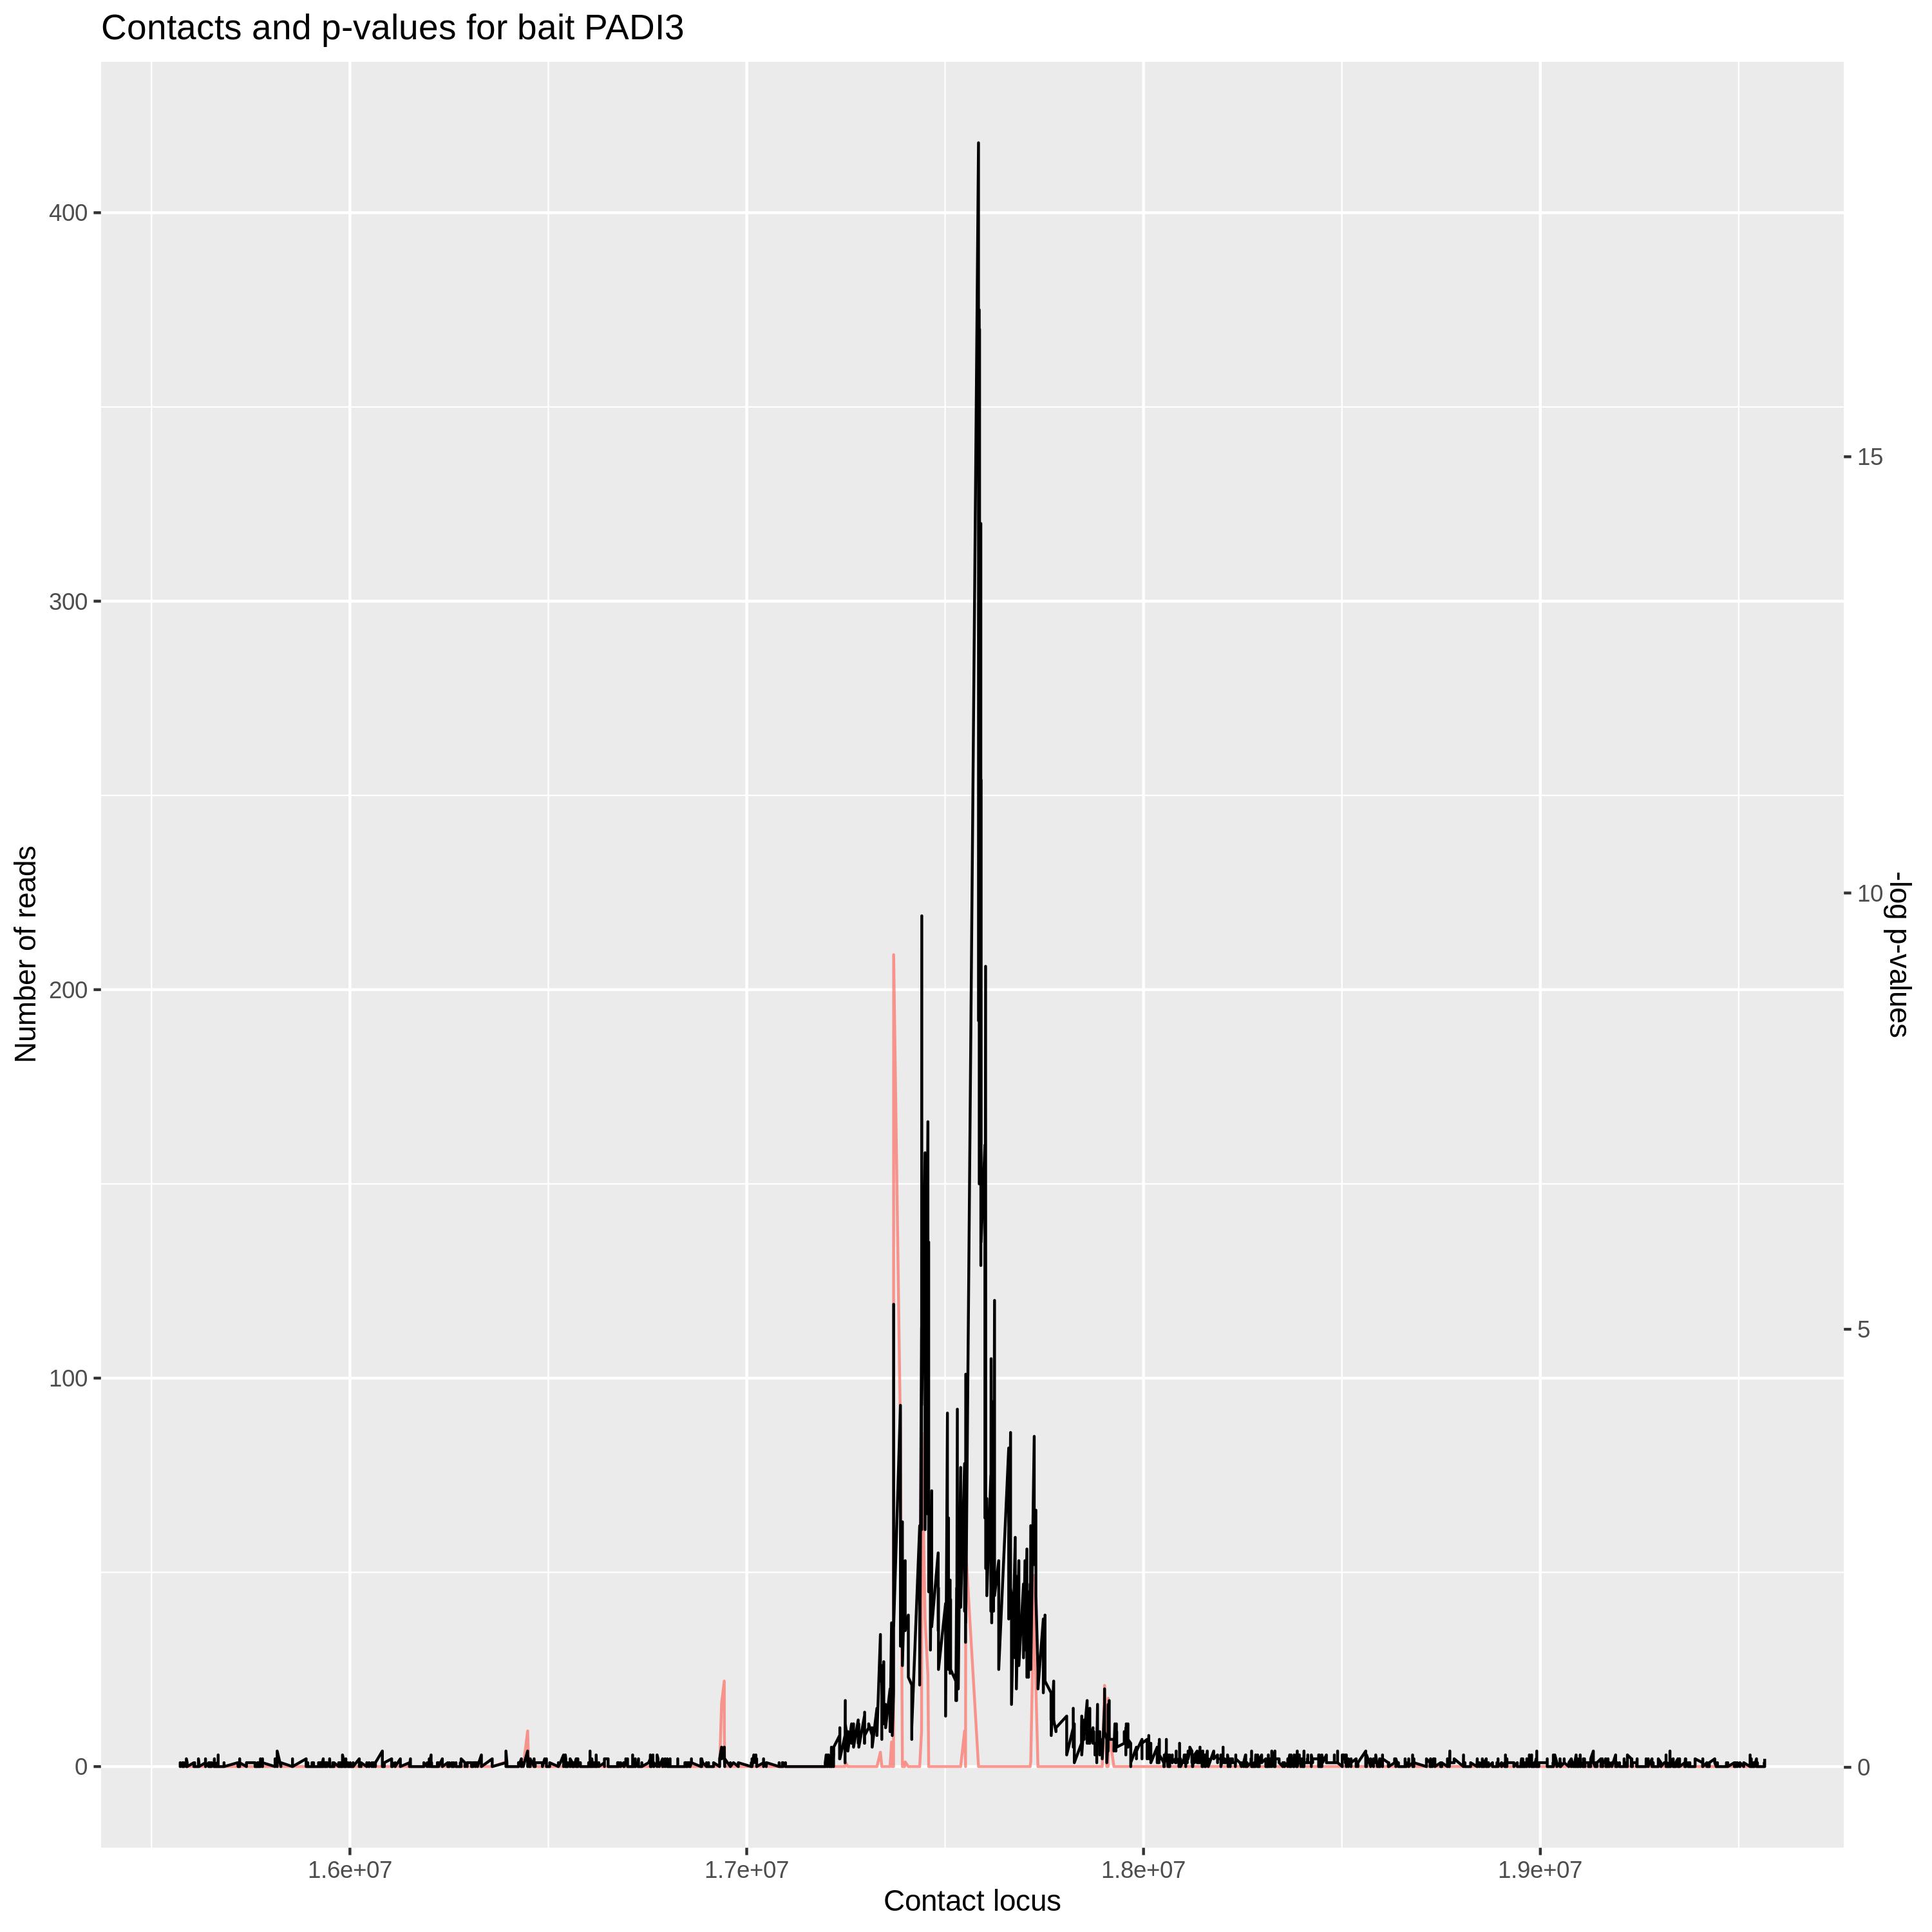 Contacts and p-values for bait PADI3
400
300
200
100
0
Number of reads
15
10
5
0
-log p-values
1.6e+07
1.7e+07
1.8e+07
1.9e+07
Contact locus